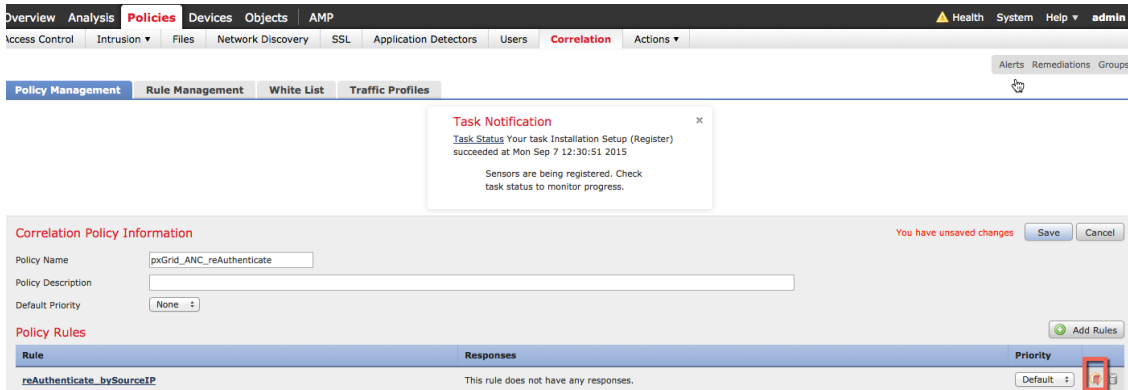 Overview Analysis Policies Devices Objects AMP Health System Help ▾ admin
Access Control Intrusion ▾ Files Network Discovery SSL Application Detectors Users Correlation Actions ▾
Alerts Remediations Groups
Policy Management Rule Management White List Traffic Profiles
Task Notification ×
Task Status Your task Installation Setup (Register)
succeeded at Mon Sep 7 12:30:51 2015
Sensors are being registered. Check
task status to monitor progress.
Correlation Policy Information You have unsaved changes Save Cancel
Policy Name pxGrid_ANC_reAuthenticate
Policy Description
Default Priority None
Policy Rules Add Rules
Rule Responses Priority
reAuthenticate_bySourceIP This rule does not have any responses. Default